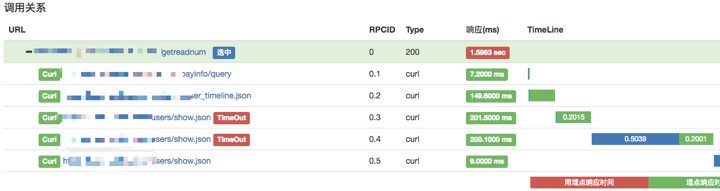 调用关系
URL RPCID Type 响应(ms) TimeLine
/getreadnum 选中 0 200 1.5963 sec
Curl payinfo/query 0.1 curl 7.2000 ms
Curl er_timeline.json 0.2 curl 149.6000 ms
Curl users/show.json TimeOut 0.3 curl 201.5000 ms 0.2015
Curl users/show.json TimeOut 0.4 curl 200.1000 ms 0.5039 0.2001
Curl users/show.json 0.5 curl 9.0000 ms
用埋点响应时间 埋点响应时